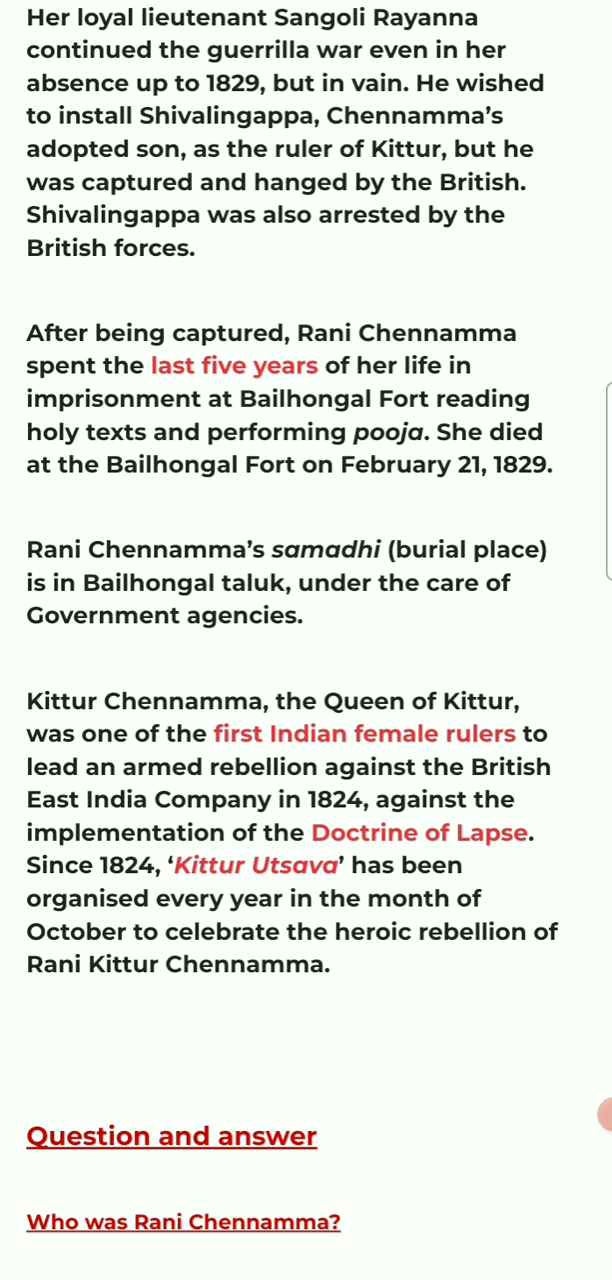 Her loyal lieutenant Sangoli Rayanna
continued the guerrilla war even in her
absence up to 1829, but in vain. He wished
to install Shivalingappa, Chennamma’s
adopted son, as the ruler of Kittur, but he
was captured and hanged by the British.
Shivalingappa was also arrested by the
British forces.
After being captured, Rani Chennamma
spent the last five years of her life in
imprisonment at Bailhongal Fort reading
holy texts and performing pooja. She died
at the Bailhongal Fort on February 21, 1829.
Rani Chennamma’s samadhi (burial place)
is in Bailhongal taluk, under the care of
Government agencies.
Kittur Chennamma, the Queen of Kittur,
was one of the first Indian female rulers to
lead an armed rebellion against the British
East India Company in 1824, against the
implementation of the Doctrine of Lapse.
Since 1824, ‘Kittur Utsava’ has been
organised every year in the month of
October to celebrate the heroic rebellion of
Rani Kittur Chennamma.
Question and answer
Who was Rani Chennamma?